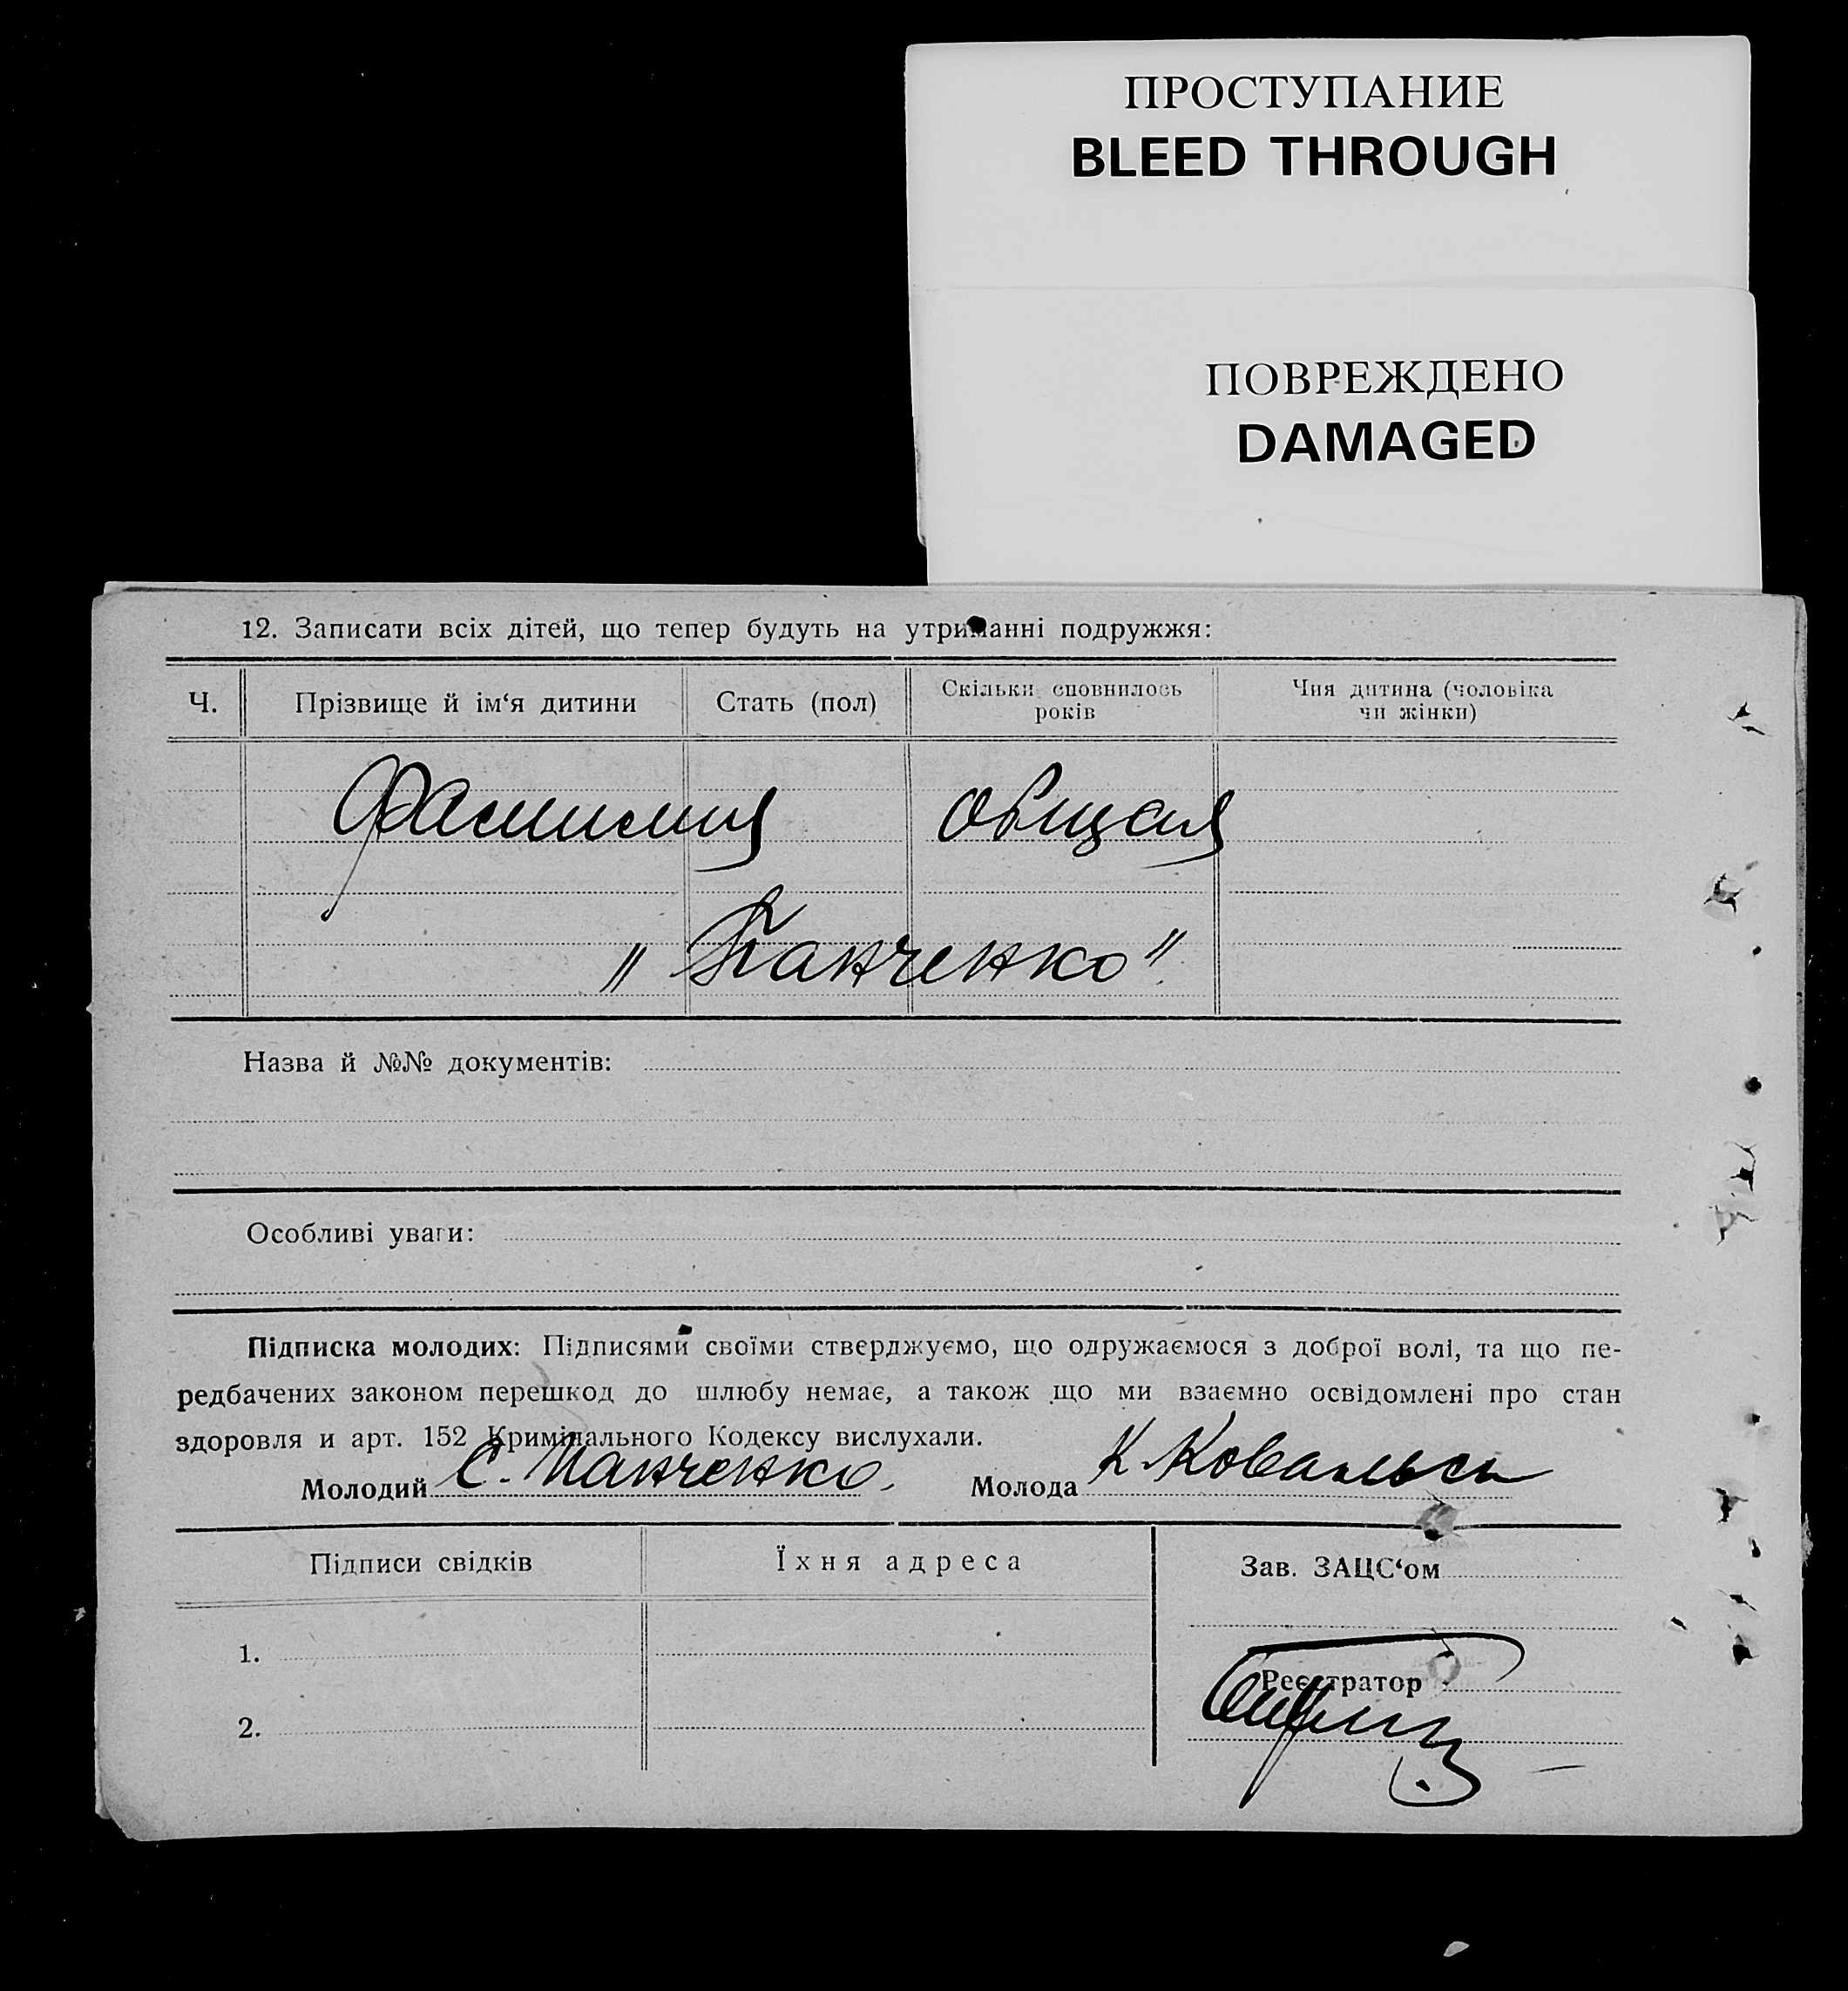 ПРОСТУПАНИЕ
BLEED THROUGH
ПОВРЕЖДЕНО
DAMAGED
12. Записати всіх дітей, що тепер будуть на утриманні подружжя:
Ч. Прізвище й ім‘я дитини Стать (пол) Скільки сповнилось років Чия дитина (чоловіка чи жінки)
Фамилия общая
„Панченко“
Назва й №№ документів:
Особливі уваги:
Підписка молодих: Підписями своїми стверджуємо, що одружаємося з доброї волі, та що пе-
редбачених законом перешкод до шлюбу немає, а також що ми взаємно освідомлені про стан
здоровля и арт. 152 Кримінального Кодексу вислухали.
Молодий С. Панченко. Молода К. Ковальск
Підписи свідків Їхня адреса Зав. ЗАЦС‘ом
1.
Реєстратор
2.